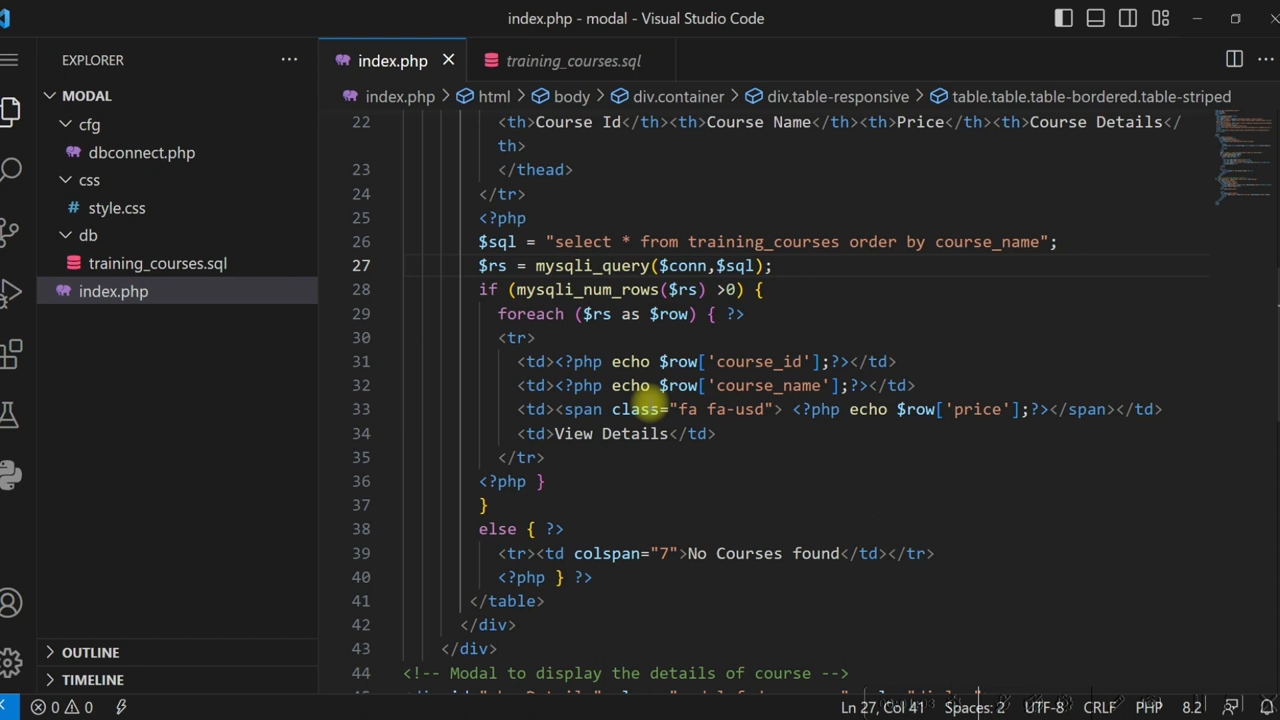 index.php - modal - Visual Studio Code
EXPLORER
index.php
training_courses.sql
MODAL
cfg
dbconnect.php
css
# style.css
db
training_courses.sql
index.php
OUTLINE
TIMELINE
index.php > html > body > div.container > div.table-responsive > table.table.table-bordered.table-striped
22 <th>Course Id</th><th>Course Name</th><th>Price</th><th>Course Details</
th>
23 </thead>
24 </tr>
25 <?php
26 $sql = "select * from training_courses order by course_name";
27 $rs = mysqli_query($conn,$sql);
28 if (mysqli_num_rows($rs) >0) {
29 foreach ($rs as $row) { ?>
30 <tr>
31 <td><?php echo $row['course_id'];?></td>
32 <td><?php echo $row['course_name'];?></td>
33 <td><span class="fa fa-usd"> <?php echo $row['price'];?></span></td>
34 <td>View Details</td>
35 </tr>
36 <?php }
37 }
38 else { ?>
39 <tr><td colspan="7">No Courses found</td></tr>
40 <?php } ?>
41 </table>
42 </div>
43 </div>
44 <!-- Modal to display the details of course -->
0 0
Ln 27, Col 41 Spaces: 2 UTF-8 CRLF PHP 8.2